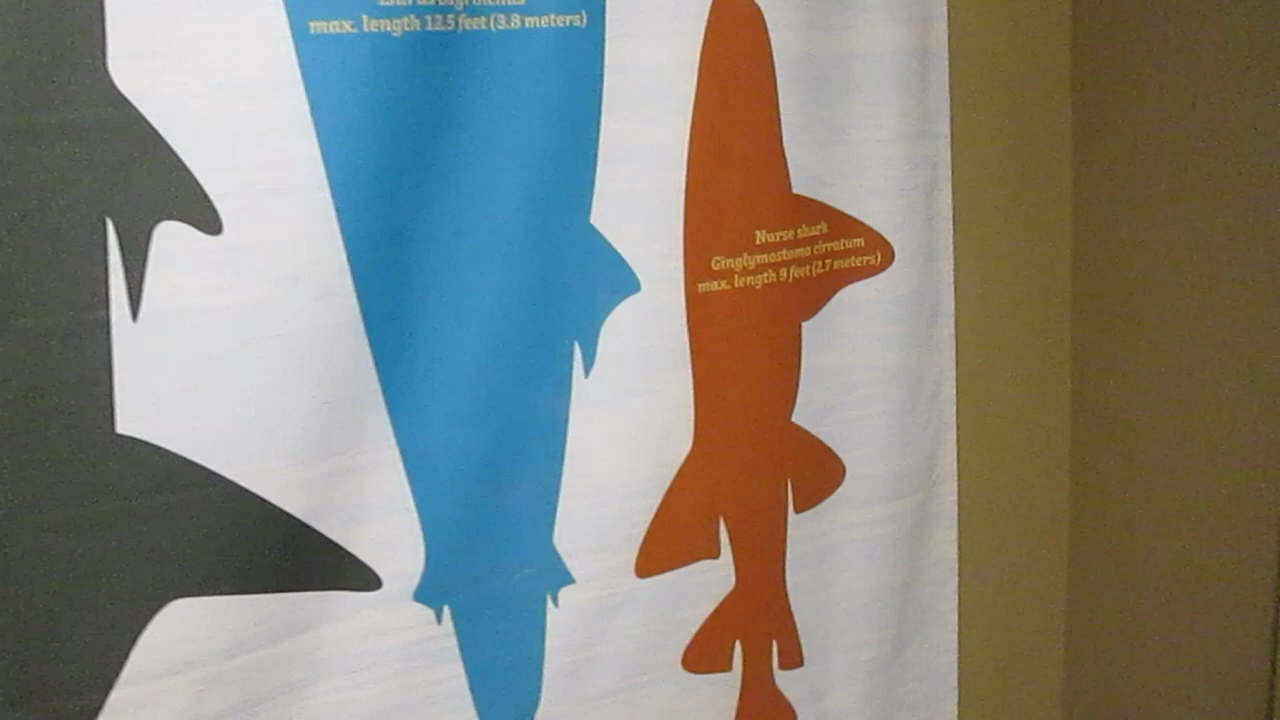 max. length 12.5 feet (3.8 meters)
Nurse shark
Ginglymostoma cirratum
max. length 9 feet (2.7 meters)